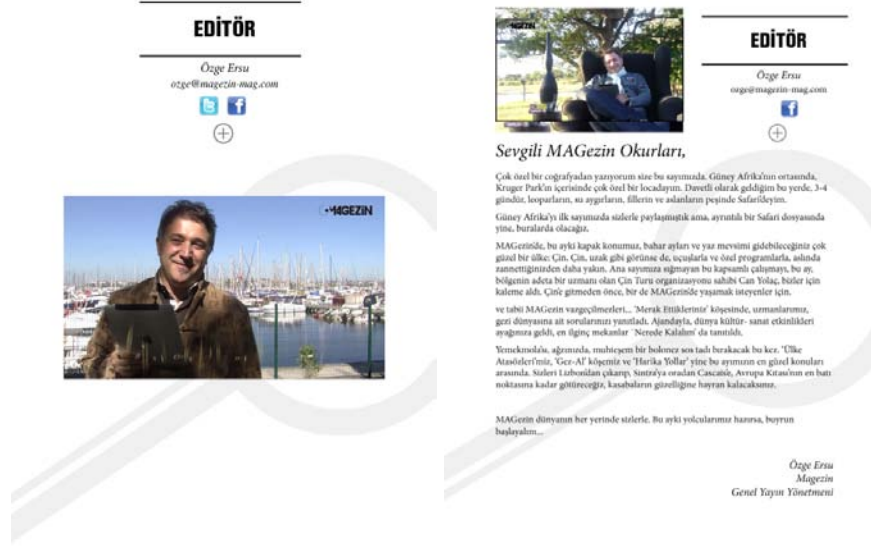 EDİTÖR
Özge Ersu
ozge@magezin-mag.com
MAGEZİN
MAGEZİN
EDİTÖR
Özge Ersu
ozge@magezin-mag.com
Sevgili MAGezin Okurları,
Çok özel bir coğrafyadan yazıyorum size bu sayımızda. Güney Afrika'nın ortasında,
Kruger Park'ın içerisinde çok özel bir locadayım. Davetli olarak geldiğim bu yerde, 3-4
gündür, leoparların, su aygırların, fillerin ve aslanların peşinde Safari'deyim.
Güney Afrika'yı ilk sayımızda sizlerle paylaşmıştık ama, ayrıntılı bir Safari dosyasında
yine, buralarda olacağız.
MAGezin'de, bu ayki kapak konumuz, bahar ayları ve yaz mevsimi gidebileceğiniz çok
güzel bir ülke: Çin. Çin, uzak gibi görünse de, uçuşlarla ve özel programlarla, aslında
zannettiğinizden daha yakın. Ana sayımıza sığmayan bu kapsamlı çalışmayı, bu ay,
bölgenin adeta bir uzmanı olan Çin Turu organizasyonu sahibi Can Yolaç, bizler için
kaleme aldı. Çin'e gitmeden önce, bir de MAGezin'de yaşamak isteyenler için.
ve tabii MAGezin vazgeçilmezleri... 'Merak Ettikleriniz' köşesinde, uzmanlarımız,
gezi dünyasına ait sorularınızı yanıtladı. Ajandayla, dünya kültür- sanat etkinlikleri
ayağınıza geldi, en ilginç mekanlar 'Nerede Kalalım' da tanıtıldı.
Yemekmola'sı, ağzınızda, muhteşem bir bolonez sos tadı bırakacak bu kez. 'Ülke
Atasözleri'miz, 'Gez-Al' köşemiz ve 'Harika Yollar' yine bu ayımızın en güzel konuları
arasında. Sizleri Lizbon'dan çıkarıp, Sintra'ya oradan Cascais'e, Avrupa Kıtası'nın en batı
noktasına kadar götüreceğiz, kasabaların güzelliğine hayran kalacaksınız.
MAGezin dünyanın her yerinde sizlerle. Bu ayki yolcularımız hazırsa, buyrun
başlayalım...
Özge Ersu
Magezin
Genel Yayın Yönetmeni